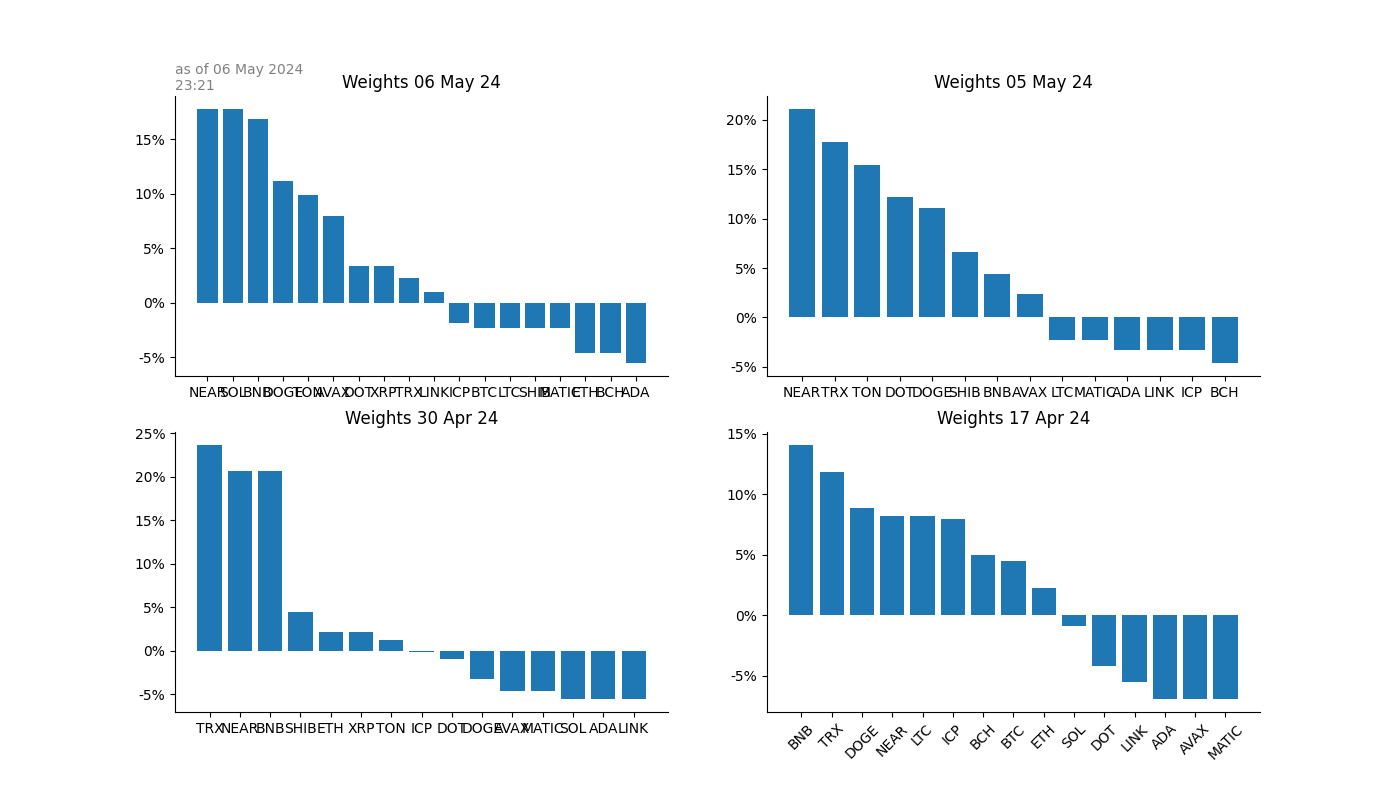 as of 06 May 2024
23:21
Weights 06 May 24
15%
10%
5%
0%
-5%
NEAR SOL BNB DOGE TON AVAX DOT XRP TRX LINK ICP BTC LTC SHIB MATIC ETH BCH ADA
Weights 05 May 24
20%
15%
10%
5%
0%
-5%
NEAR TRX TON DOT DOGE SHIB BNB AVAX LTC MATIC ADA LINK ICP BCH
Weights 30 Apr 24
25%
20%
15%
10%
5%
0%
-5%
TRX NEAR BNB SHIB ETH XRP TON ICP DOT DOGE AVAX MATIC SOL ADA LINK
Weights 17 Apr 24
15%
10%
5%
0%
-5%
BNB TRX DOGE NEAR LTC ICP BCH BTC ETH SOL DOT LINK ADA AVAX MATIC